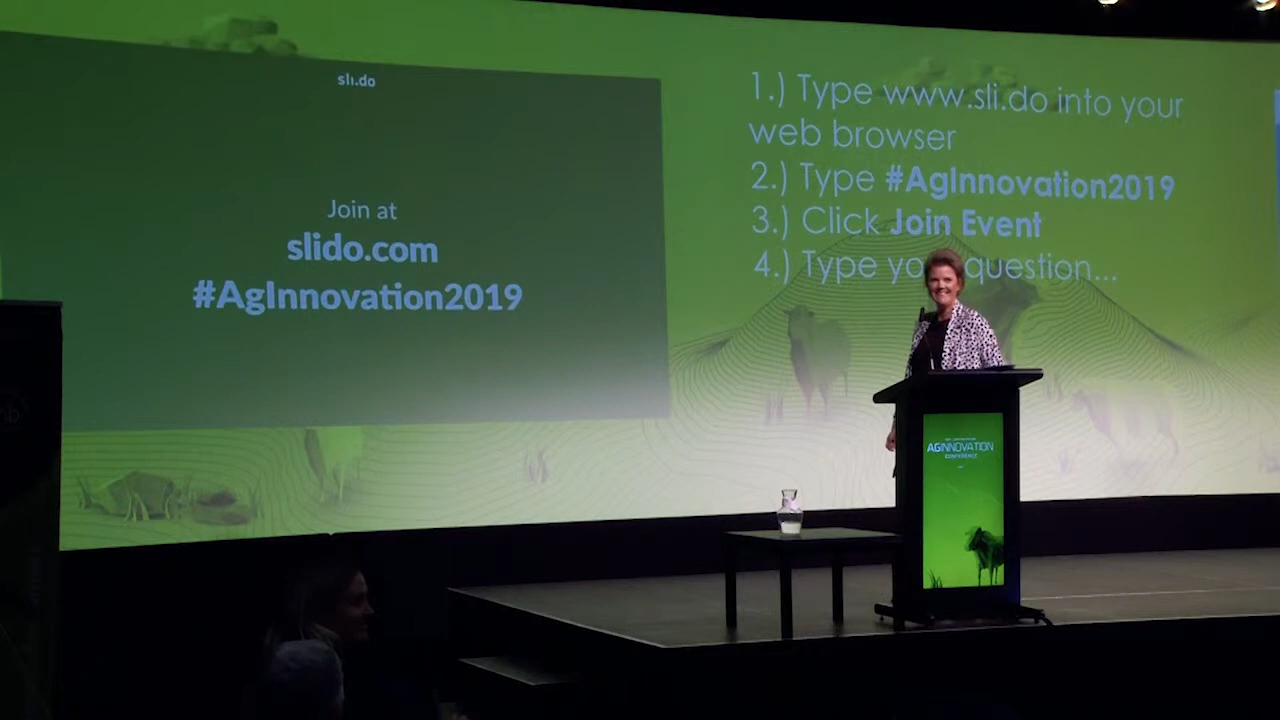 sli.do
Join at
slido.com
#AgInnovation2019
1.) Type www.sli.do into your
web browser
2.) Type #AgInnovation2019
3.) Click Join Event
4.) Type yo question...
AGINNOVATION
CONFERENCE